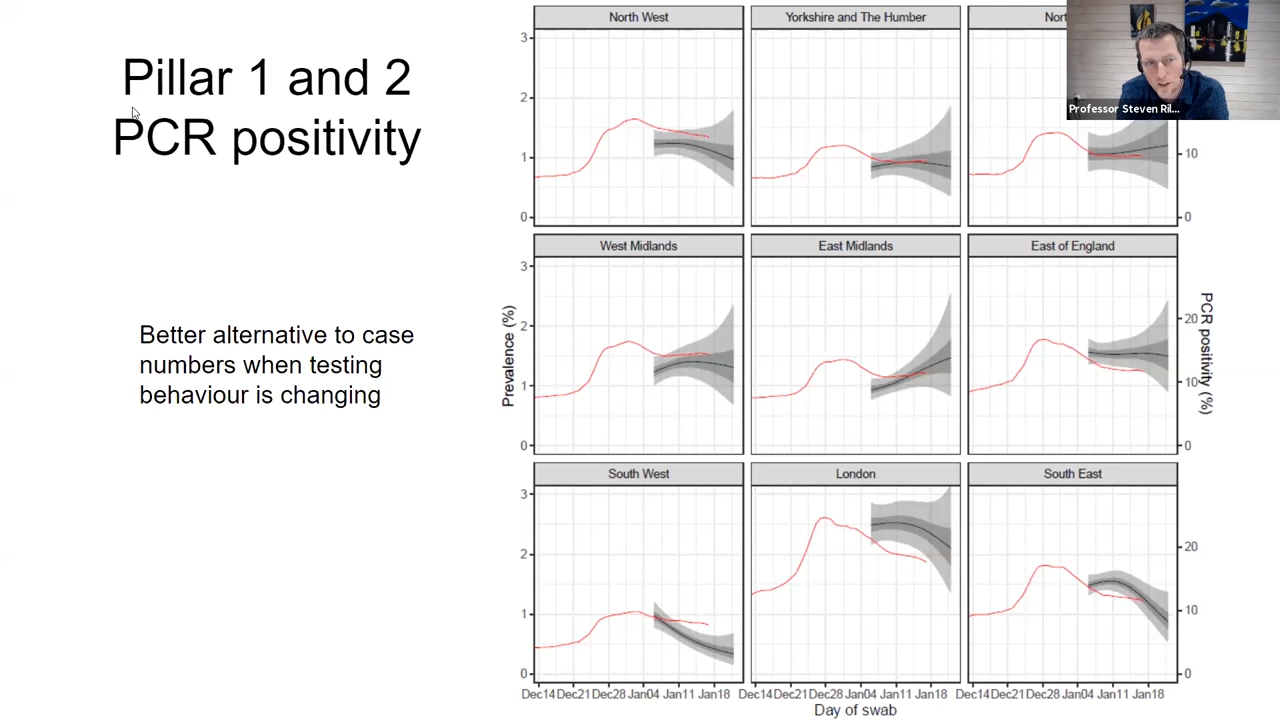 Pillar 1 and 2
PCR positivity
Better alternative to case
numbers when testing
behaviour is changing
North West
Yorkshire and The Humber
Professor Steven Ril...
3
2
1
0
10
0
West Midlands
East Midlands
East of England
3
2
1
0
20
10
0
Prevalence (%)
PCR positivity (%)
South West
London
South East
3
2
1
0
20
10
0
Dec14 Dec21 Dec28 Jan04 Jan11 Jan18
Dec14 Dec21 Dec28 Jan04 Jan11 Jan18
Dec14 Dec21 Dec28 Jan04 Jan11 Jan18
Day of swab